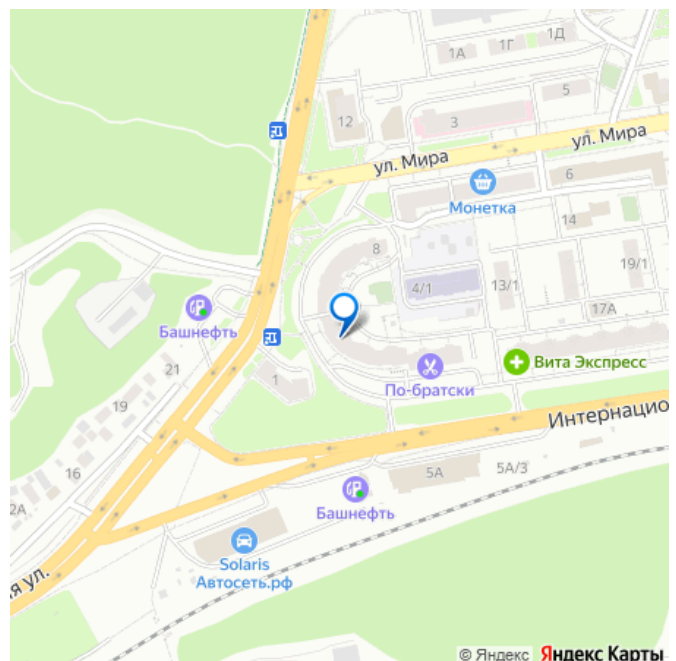 1А
1Г
1Д
5
12
3
ул. Мира
ул. Мира
6
Монетка
14
8
4/1
13/1
19/1
17А
Башнефть
21
Вита Экспресс
По-братски
1
19
Интернацио
16
5А
5А/3
2А
Башнефть
Solaris
Автосеть.рф
я ул.
© Яндекс Яндекс Карты